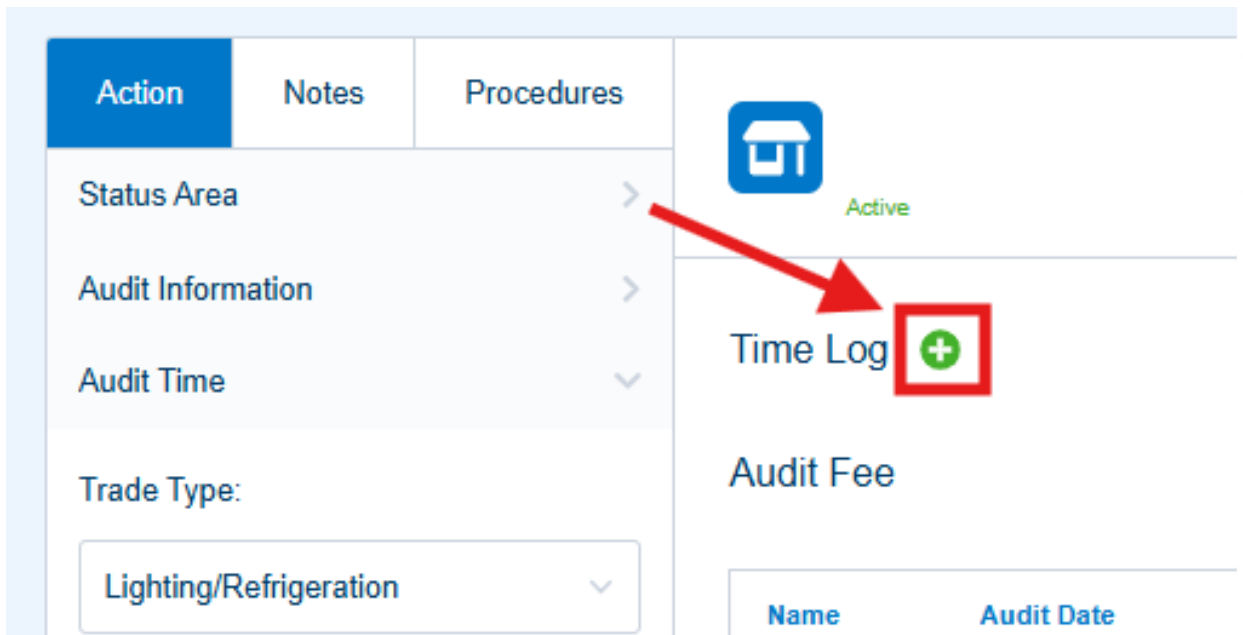 Action
Notes
Procedures
Status Area
Audit Information
Audit Time
Trade Type:
Lighting/Refrigeration
Active
Time Log
Audit Fee
Name
Audit Date